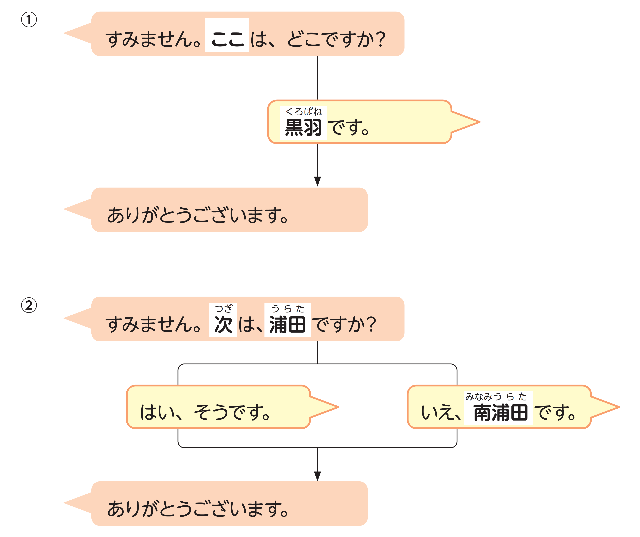 ①
すみません。ここは、どこですか？
くろばね
黒羽です。
ありがとうございます。
②
つぎ うらた
すみません。次は、浦田ですか？
はい、そうです。
みなみうらた
いえ、南浦田です。
ありがとうございます。